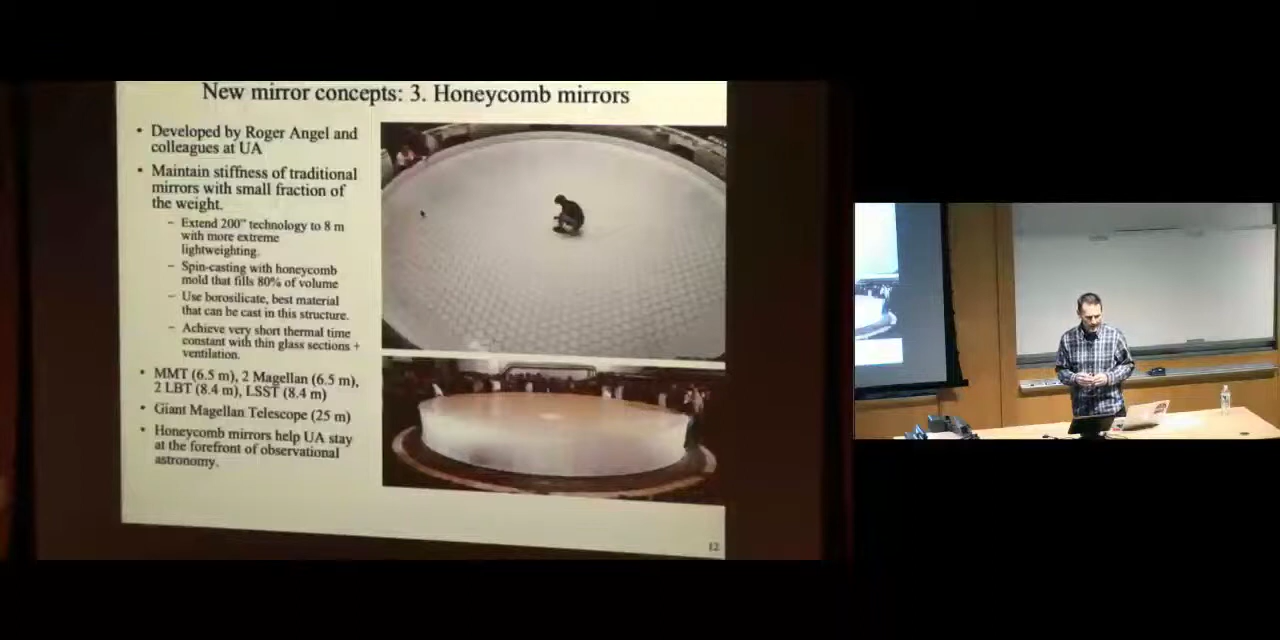 New mirror concepts: 3. Honeycomb mirrors
• Developed by Roger Angel and
colleagues at UA
• Maintain stiffness of traditional
mirrors with small fraction of
the weight.
– Extend 200" technology to 8 m
with more extreme
lightweighting.
– Spin-casting with honeycomb
mold that fills 80% of volume
– Use borosilicate, best material
that can be cast in this structure.
– Achieve very short thermal time
constant with thin glass sections +
ventilation.
• MMT (6.5 m), 2 Magellan (6.5 m),
2 LBT (8.4 m), LSST (8.4 m)
• Giant Magellan Telescope (25 m)
• Honeycomb mirrors help UA stay
at the forefront of observational
astronomy.
12